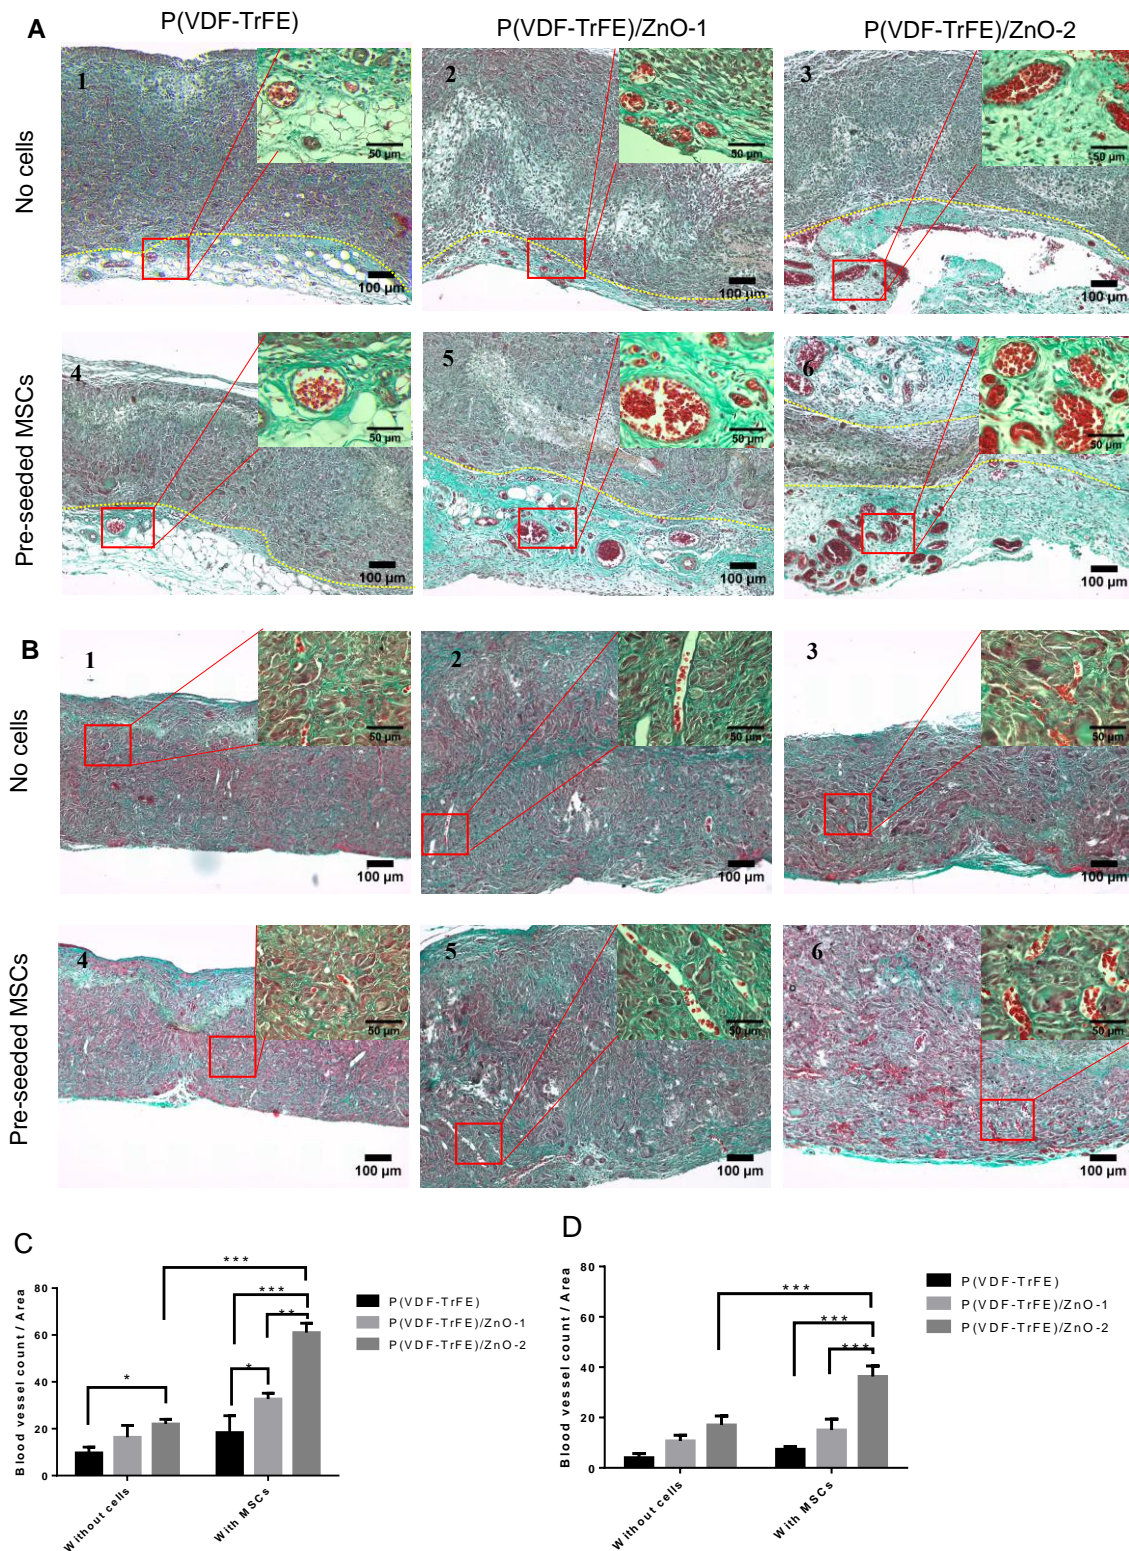 A
P(VDF-TrFE)
P(VDF-TrFE)/ZnO-1
P(VDF-TrFE)/ZnO-2
No cells
1
50 µm
100 µm
2
50 µm
100 µm
3
50 µm
100 µm
Pre-seeded MSCs
4
50 µm
100 µm
5
50 µm
100 µm
6
50 µm
100 µm
B
No cells
1
50 µm
100 µm
2
50 µm
100 µm
3
50 µm
100 µm
Pre-seeded MSCs
4
50 µm
100 µm
5
50 µm
100 µm
6
50 µm
100 µm
C
Blood vessel count / Area
80
60
40
20
0
*
*
**
***
***
Without cells
With MSCs
P(VDF-TrFE)
P(VDF-TrFE)/ZnO-1
P(VDF-TrFE)/ZnO-2
D
Blood vessel count / Area
80
60
40
20
0
***
***
***
Without cells
With MSCs
P(VDF-TrFE)
P(VDF-TrFE)/ZnO-1
P(VDF-TrFE)/ZnO-2